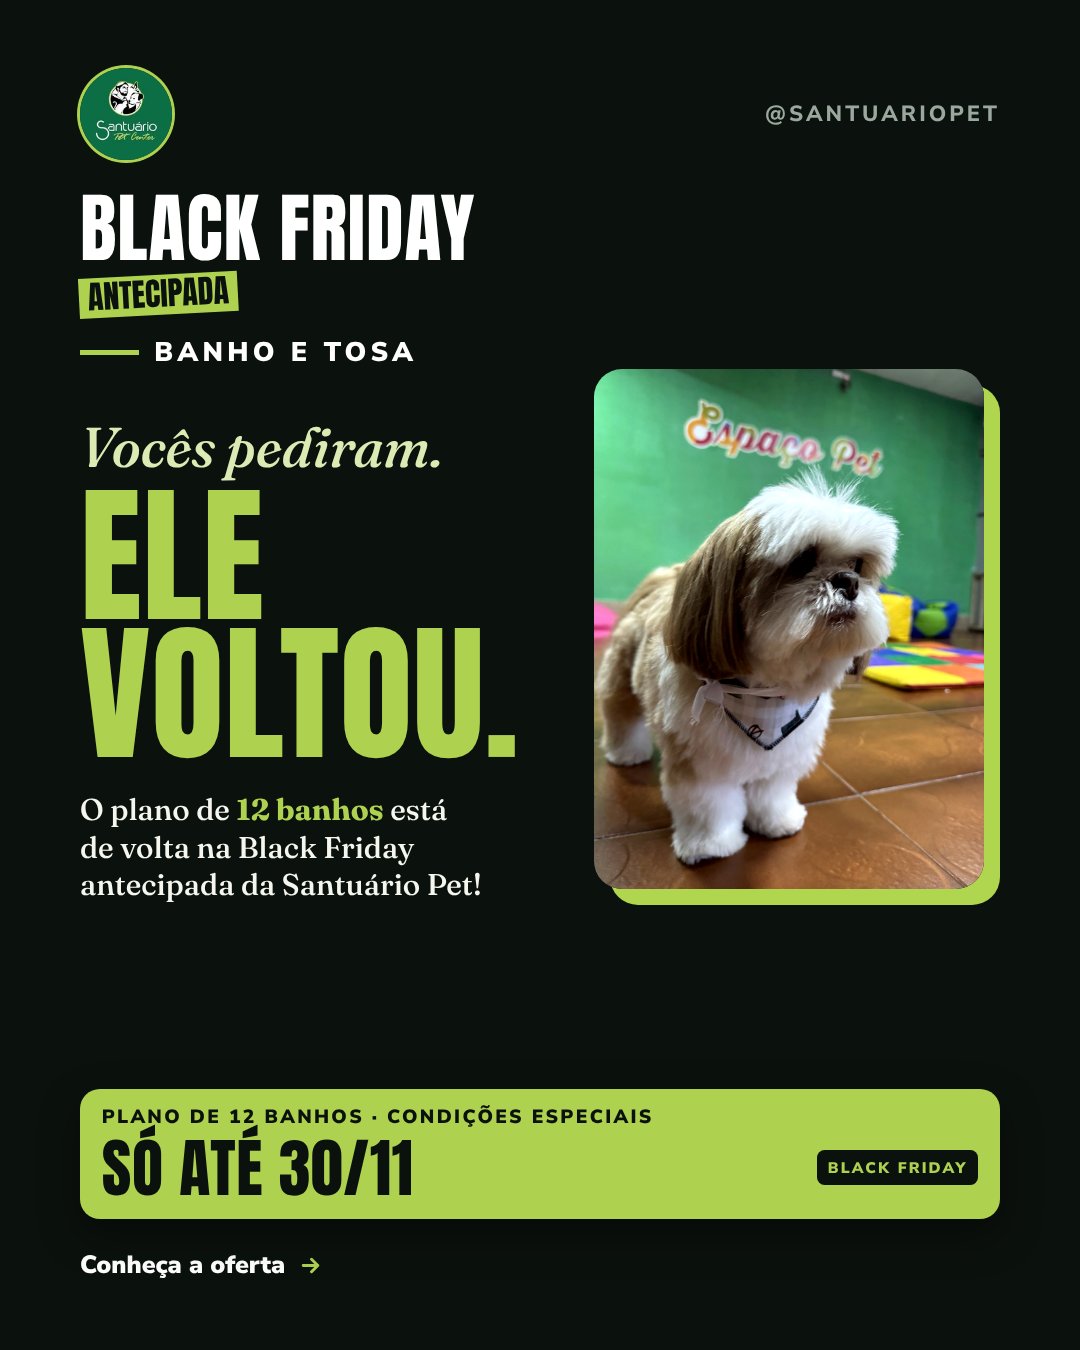 Santuário
Pet Center
@SANTUARIOPET
BLACK FRIDAY
ANTECIPADA
BANHO E TOSA
Vocês pediram.
ELE
VOLTOU.
Espaço Pet
O plano de 12 banhos está
de volta na Black Friday
antecipada da Santuário Pet!
PLANO DE 12 BANHOS · CONDIÇÕES ESPECIAIS
SÓ ATÉ 30/11
BLACK FRIDAY
Conheça a oferta →